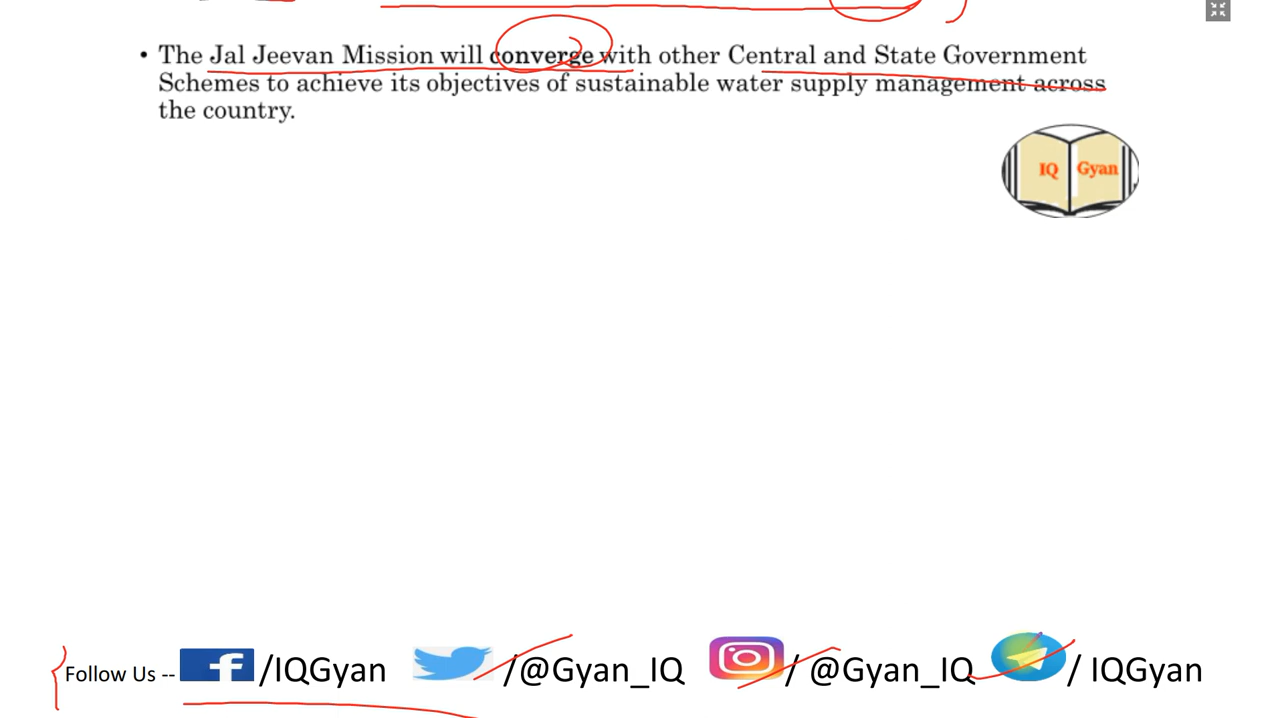 • The Jal Jeevan Mission will converge with other Central and State Government
Schemes to achieve its objectives of sustainable water supply management across
the country.
IQ Gyan
Follow Us -- f /IQGyan /@Gyan_IQ / @Gyan_IQ / IQGyan